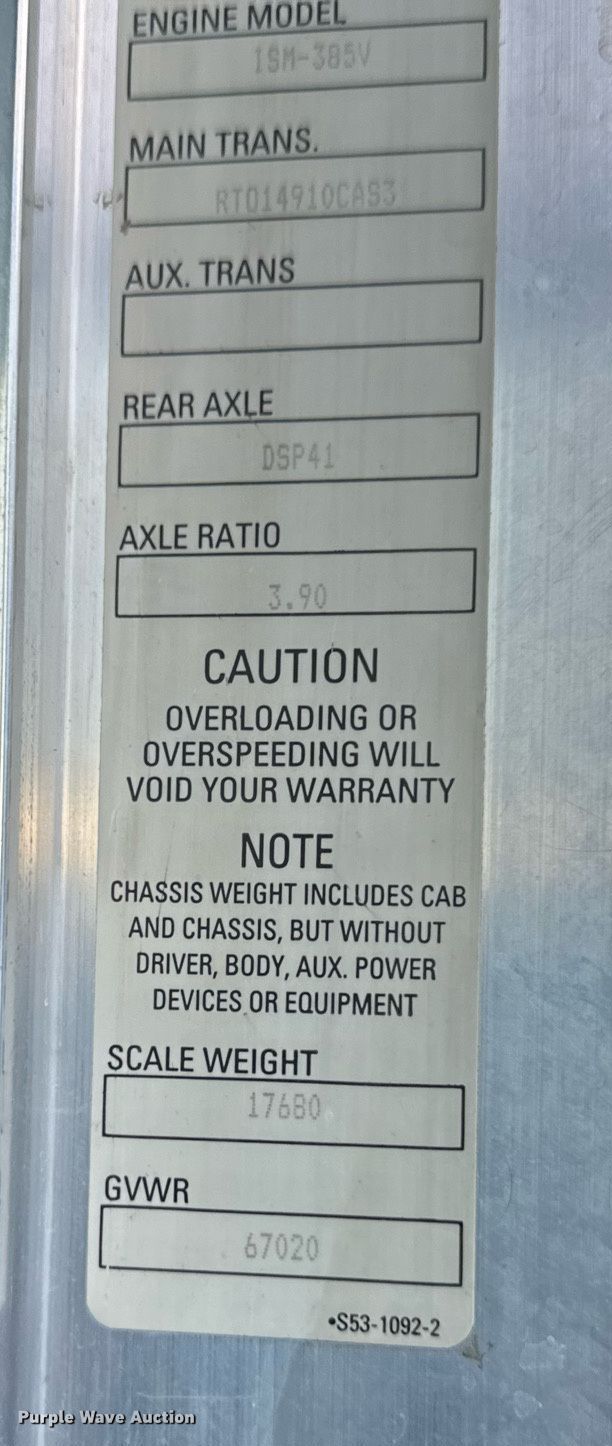 ENGINE MODEL
ISM-385V
MAIN TRANS.
RTO14910CAS3
AUX. TRANS
REAR AXLE
DSP41
AXLE RATIO
3.90
CAUTION
OVERLOADING OR
OVERSPEEDING WILL
VOID YOUR WARRANTY
NOTE
CHASSIS WEIGHT INCLUDES CAB
AND CHASSIS, BUT WITHOUT
DRIVER, BODY, AUX. POWER
DEVICES OR EQUIPMENT
SCALE WEIGHT
17680
GVWR
67020
•S53-1092-2
Purple Wave Auction